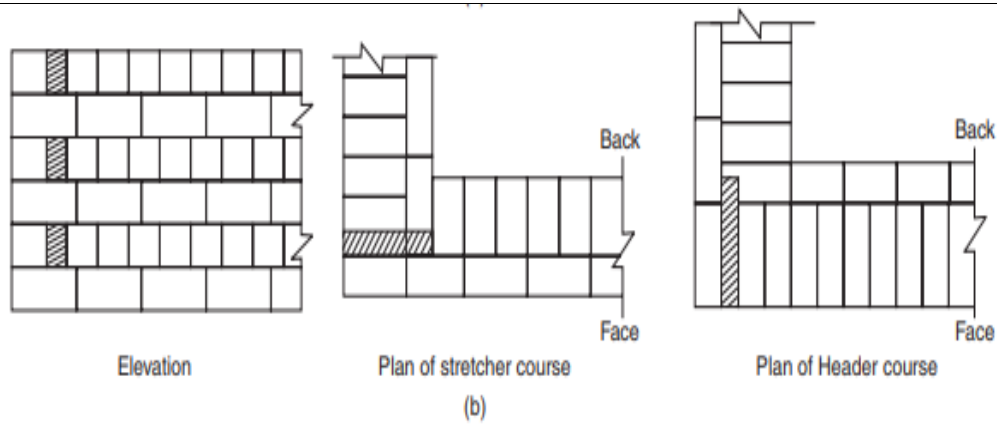 Back
Back
Face
Face
Elevation
Plan of stretcher course
Plan of Header course
(b)